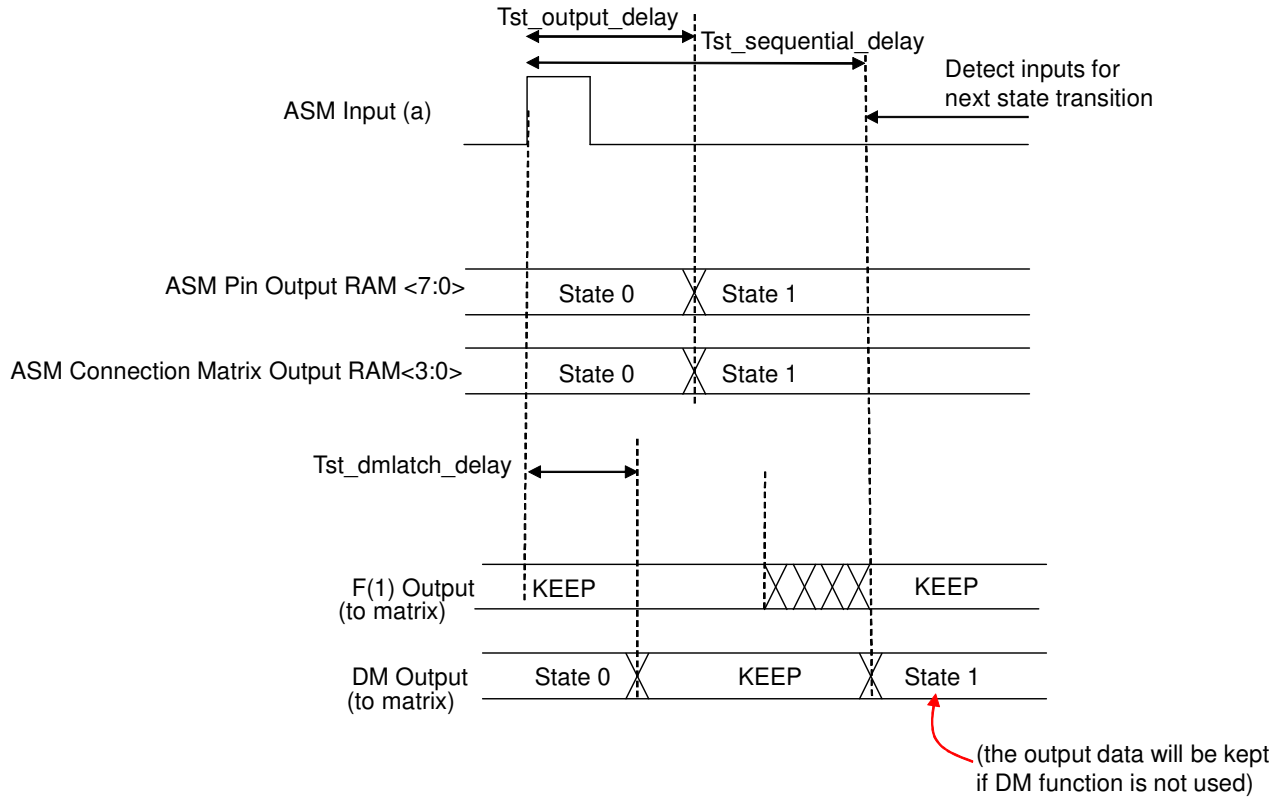 Tst_output_delay
Tst_sequential_delay
Detect inputs for
next state transition
ASM Input (a)
ASM Pin Output RAM <7:0>
State 0
State 1
ASM Connection Matrix Output RAM<3:0>
State 0
State 1
Tst_dmlatch_delay
F(1) Output
(to matrix)
KEEP
KEEP
DM Output
(to matrix)
State 0
KEEP
State 1
(the output data will be kept
if DM function is not used)